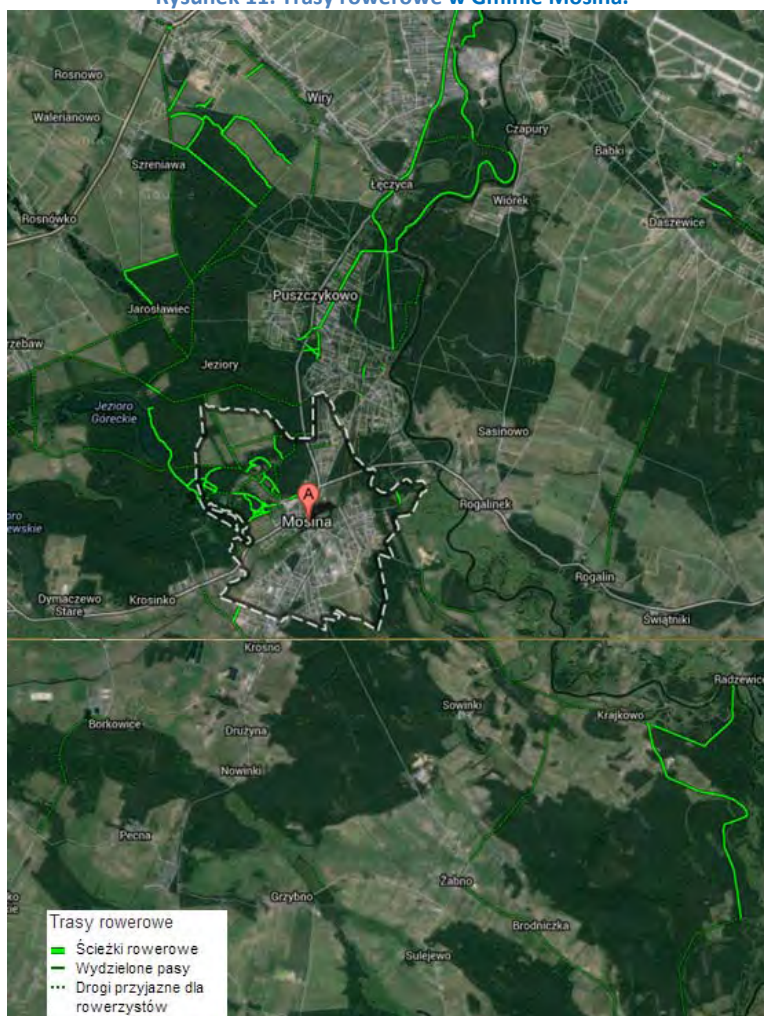 Rysunek 11. Trasy rowerowe w Gminie Mosina.
Rosnowo
Wiry
Walerianowo
Czapury
Babki
Szreniawa
Łęczyca
Wiórek
Rosnówko
Daszewice
Puszczykowo
Jarosławiec
rzebaw
Jeziory
Jezioro
Góreckie
Sasinowo
A
Rogalinek
Mosina
oro
ewskie
Rogalin
Dymaczewo
Stare
Krosinko
Świątniki
Krosno
Radzewice
Sowinki
Krajkowo
Borkowice
Drużyna
Nowinki
Pecna
Żabno
Grzybno
Brodniczka
Sulejewo
Trasy rowerowe
Ścieżki rowerowe
Wydzielone pasy
Drogi przyjazne dla
rowerzystów